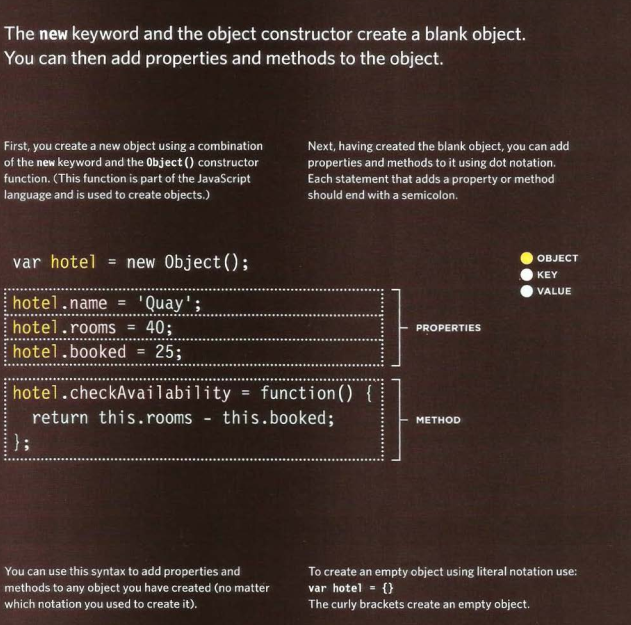 The new keyword and the object constructor create a blank object.
You can then add properties and methods to the object.
First, you create a new object using a combination
of the new keyword and the Object() constructor
function. (This function is part of the JavaScript
language and is used to create objects.)
Next, having created the blank object, you can add
properties and methods to it using dot notation.
Each statement that adds a property or method
should end with a semicolon.
var hotel = new Object();
hotel.name = 'Quay';
hotel.rooms = 40;
hotel.booked = 25;
hotel.checkAvailability = function() {
return this.rooms - this.booked;
};
OBJECT
KEY
VALUE
PROPERTIES
METHOD
You can use this syntax to add properties and
methods to any object you have created (no matter
which notation you used to create it).
To create an empty object using literal notation use:
var hotel = {}
The curly brackets create an empty object.